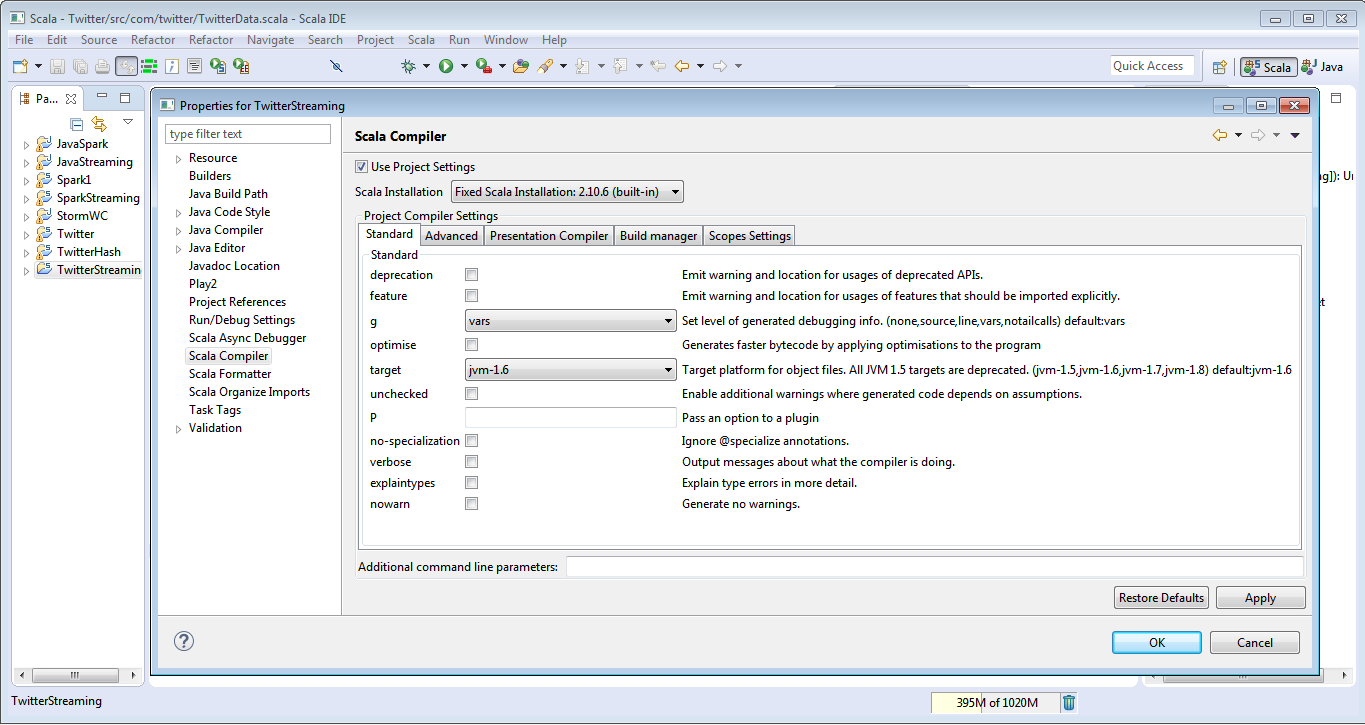 Scala - Twitter/src/com/twitter/TwitterData.scala - Scala IDE
File Edit Source Refactor Refactor Navigate Search Project Scala Run Window Help
Quick Access
Scala
Java
Pa...
JavaSpark
JavaStreaming
Spark1
SparkStreaming
StormWC
Twitter
TwitterHash
TwitterStreamin
Properties for TwitterStreaming
type filter text
Resource
Builders
Java Build Path
Java Code Style
Java Compiler
Java Editor
Javadoc Location
Play2
Project References
Run/Debug Settings
Scala Async Debugger
Scala Compiler
Scala Formatter
Scala Organize Imports
Task Tags
Validation
Scala Compiler
Use Project Settings
Scala Installation Fixed Scala Installation: 2.10.6 (built-in)
Project Compiler Settings
Standard Advanced Presentation Compiler Build manager Scopes Settings
Standard
deprecation Emit warning and location for usages of deprecated APIs.
feature Emit warning and location for usages of features that should be imported explicitly.
g vars Set level of generated debugging info. (none,source,line,vars,notailcalls) default:vars
optimise Generates faster bytecode by applying optimisations to the program
target jvm-1.6 Target platform for object files. All JVM 1.5 targets are deprecated. (jvm-1.5,jvm-1.6,jvm-1.7,jvm-1.8) default:jvm-1.6
unchecked Enable additional warnings where generated code depends on assumptions.
P Pass an option to a plugin
no-specialization Ignore @specialize annotations.
verbose Output messages about what the compiler is doing.
explaintypes Explain type errors in more detail.
nowarn Generate no warnings.
Additional command line parameters:
Restore Defaults Apply
OK Cancel
TwitterStreaming
395M of 1020M